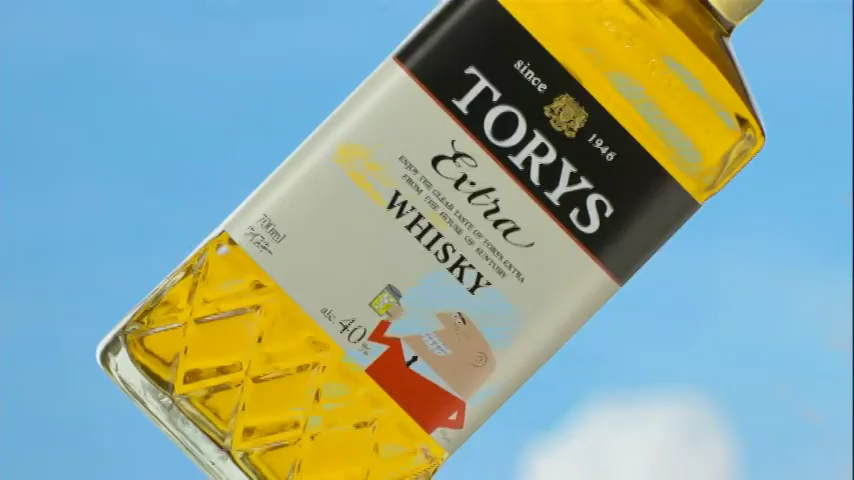 since 1946
TORYS
Extra
ENJOY THE CLEAR TASTE OF TORYS EXTRA
FROM THE HOUSE OF SUNTORY
WHISKY
700ml
alc. 40%